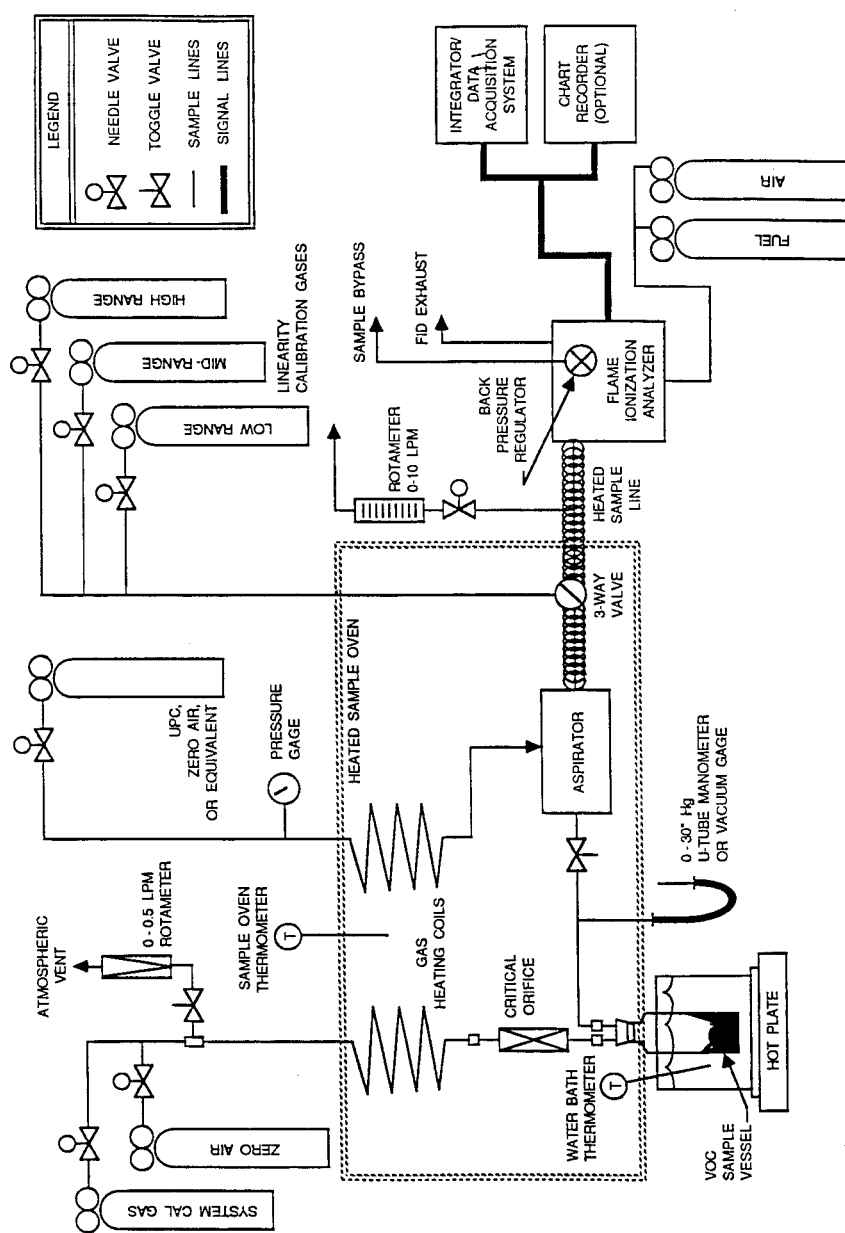 LEGEND
NEEDLE VALVE
TOGGLE VALVE
SAMPLE LINES
SIGNAL LINES
HIGH RANGE
MID-RANGE
LOW RANGE
LINEARITY
CALIBRATION GASES
UPC,
ZERO AIR,
OR EQUIVALENT
PRESSURE
GAGE
ATMOSPHERIC
VENT
0 - 0.5 LPM
ROTAMETER
SYSTEM CAL GAS
ZERO AIR
SAMPLE OVEN
THERMOMETER
T
HEATED SAMPLE OVEN
GAS
HEATING COILS
CRITICAL
ORIFICE
WATER BATH
THERMOMETER
T
VOC
SAMPLE
VESSEL
HOT PLATE
0 - 30" Hg
U-TUBE MANOMETER
OR VACUUM GAGE
ASPIRATOR
3-WAY
VALVE
HEATED
SAMPLE
LINE
ROTAMETER
0-10 LPM
BACK
PRESSURE
REGULATOR
SAMPLE BYPASS
FID EXHAUST
FLAME
IONIZATION
ANALYZER
INTEGRATOR/
DATA
ACQUISITION
SYSTEM
CHART
RECORDER
(OPTIONAL)
FUEL
AIR